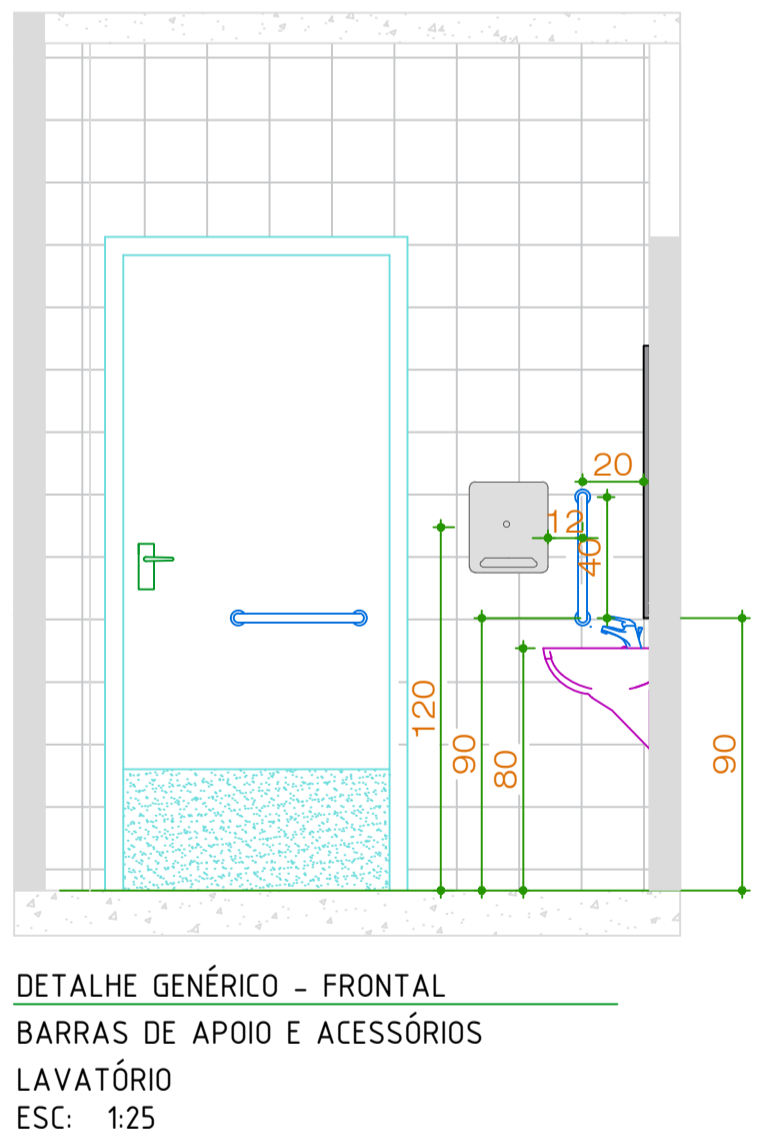 20
12
40
120
90
80
90
DETALHE GENÉRICO - FRONTAL
BARRAS DE APOIO E ACESSÓRIOS
LAVATÓRIO
ESC: 1:25